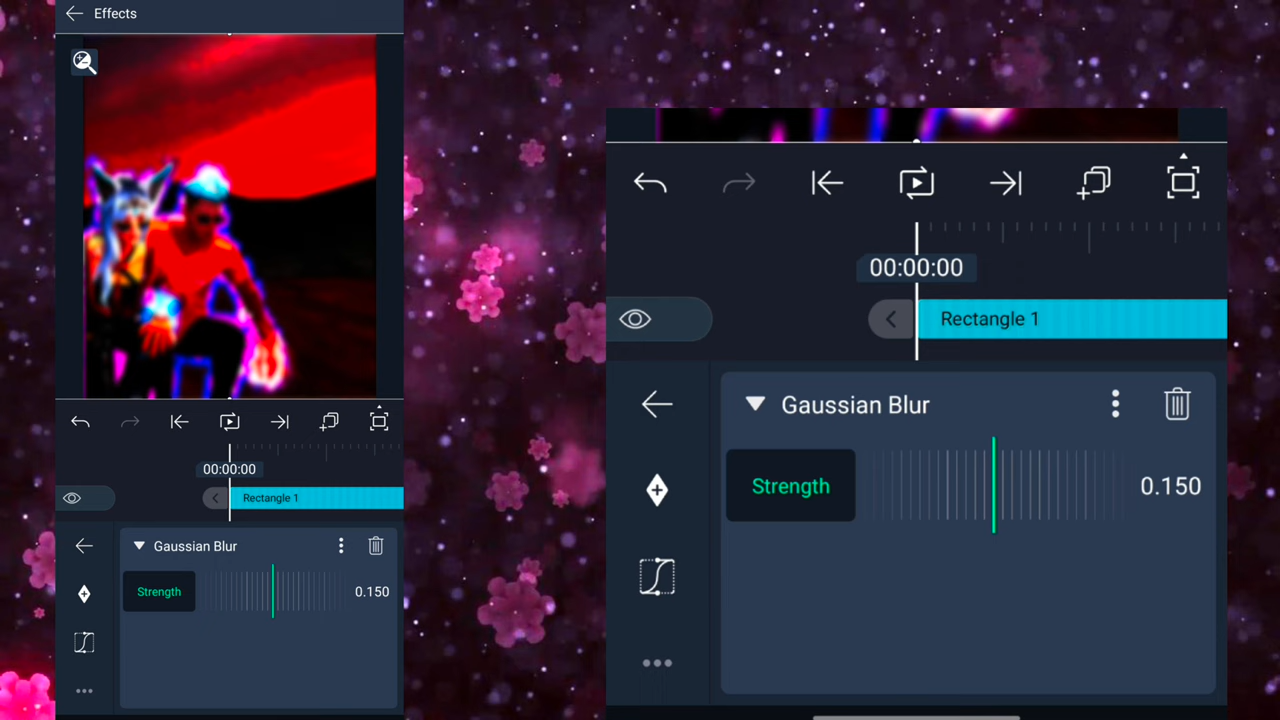 Effects
00:00:00
Rectangle 1
Gaussian Blur
Strength
0.150
00:00:00
Rectangle 1
Gaussian Blur
Strength
0.150